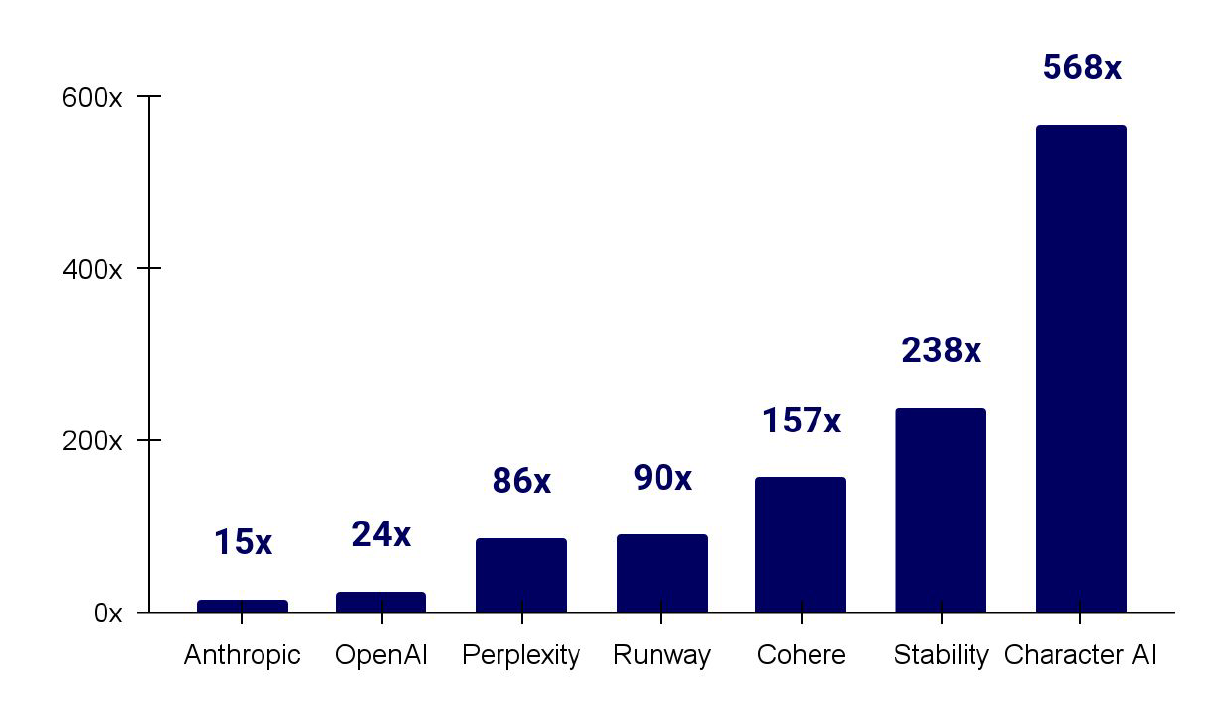 568x
600x
400x
238x
200x
157x
86x
90x
15x
24x
0x
Anthropic OpenAI Perplexity Runway Cohere Stability Character AI